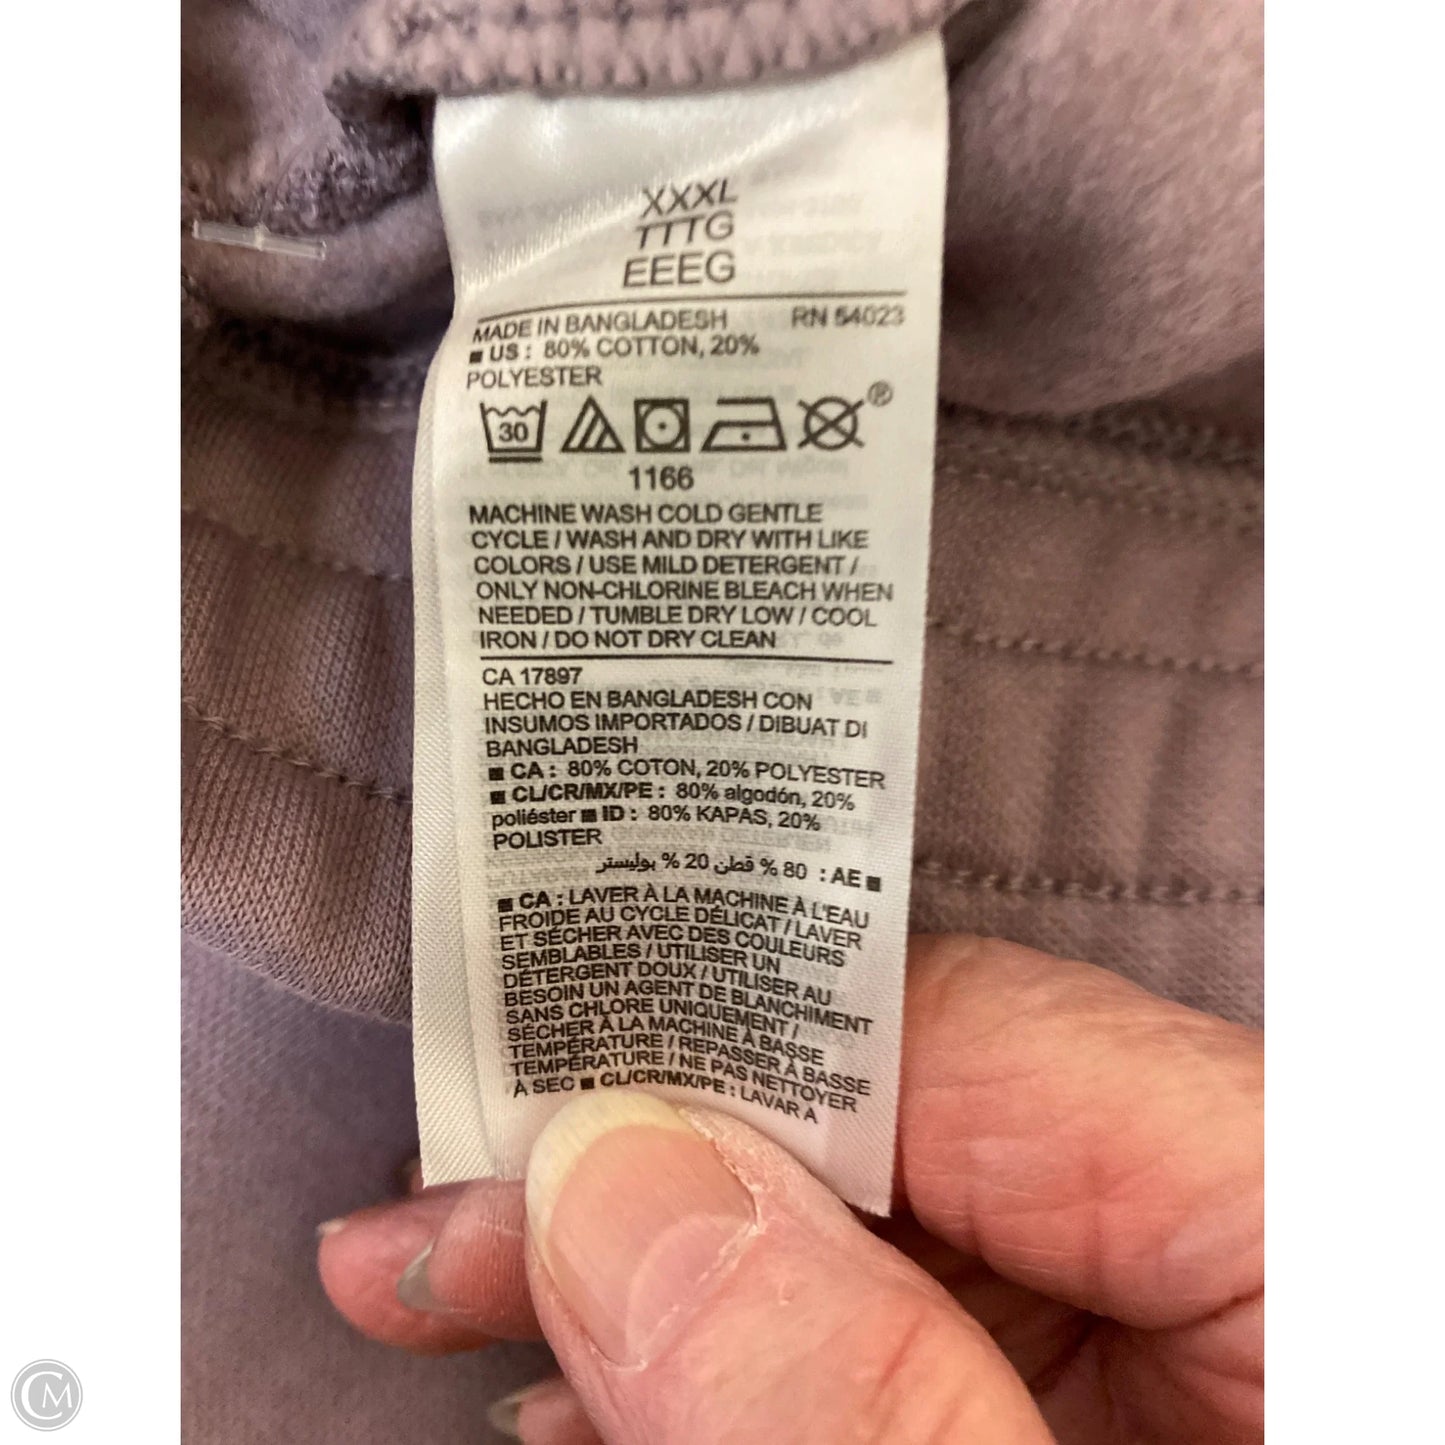 XXXL
TTTG
EEEG
MADE IN BANGLADESH RN 54023
■ US : 80% COTTON, 20%
POLYESTER
30 ®
1166
MACHINE WASH COLD GENTLE
CYCLE / WASH AND DRY WITH LIKE
COLORS / USE MILD DETERGENT /
ONLY NON-CHLORINE BLEACH WHEN
NEEDED / TUMBLE DRY LOW / COOL
IRON / DO NOT DRY CLEAN
CA 17897
HECHO EN BANGLADESH CON
INSUMOS IMPORTADOS / DIBUAT DI
BANGLADESH
■ CA : 80% COTON, 20% POLYESTER
■ CL/CR/MX/PE : 80% algodón, 20%
poliéster ■ ID : 80% KAPAS, 20%
POLISTER
■ AE : 80 % قطن 20 % بوليستر
■ CA : LAVER À LA MACHINE À L'EAU
FROIDE AU CYCLE DÉLICAT / LAVER
ET SÉCHER AVEC DES COULEURS
SEMBLABLES / UTILISER UN
DÉTERGENT DOUX / UTILISER AU
BESOIN UN AGENT DE BLANCHIMENT
SANS CHLORE UNIQUEMENT /
SÉCHER À LA MACHINE À BASSE
TEMPÉRATURE / REPASSER À BASSE
TEMPÉRATURE / NE PAS NETTOYER
À SEC ■ CL/CR/MX/PE : LAVAR A
CM